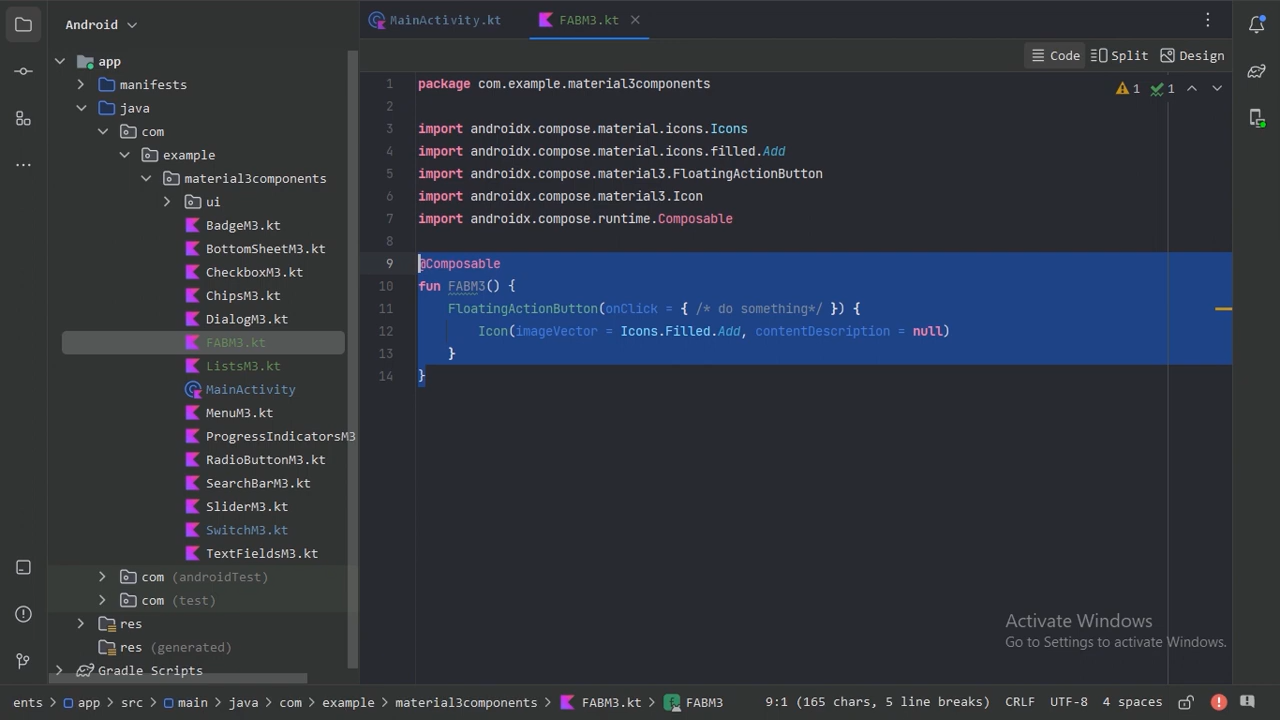 Android
MainActivity.kt
FABM3.kt
Code
Split
Design
app
manifests
java
com
example
material3components
ui
BadgeM3.kt
BottomSheetM3.kt
CheckboxM3.kt
ChipsM3.kt
DialogM3.kt
FABM3.kt
ListsM3.kt
MainActivity
MenuM3.kt
ProgressIndicatorsM3
RadioButtonM3.kt
SearchBarM3.kt
SliderM3.kt
SwitchM3.kt
TextFieldsM3.kt
com (androidTest)
com (test)
res
res (generated)
Gradle Scripts
1 package com.example.material3components
2
3 import androidx.compose.material.icons.Icons
4 import androidx.compose.material.icons.filled.Add
5 import androidx.compose.material3.FloatingActionButton
6 import androidx.compose.material3.Icon
7 import androidx.compose.runtime.Composable
8
9 @Composable
10 fun FABM3() {
11 FloatingActionButton(onClick = { /* do something*/ }) {
12 Icon(imageVector = Icons.Filled.Add, contentDescription = null)
13 }
14 }
1 1
Activate Windows
Go to Settings to activate Windows.
ents > app > src > main > java > com > example > material3components > FABM3.kt > FABM3
9:1 (165 chars, 5 line breaks) CRLF UTF-8 4 spaces